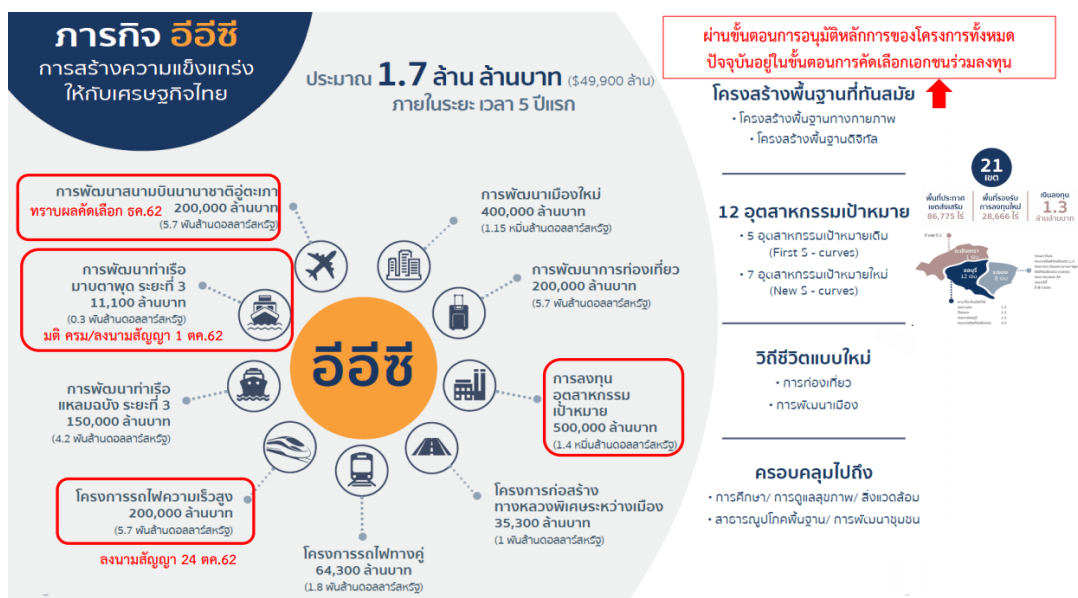 ภารกิจ อีอีซี
การสร้างความแข็งแกร่ง
ให้กับเศรษฐกิจไทย
ประมาณ 1.7 ล้าน ล้านบาท ($49,900 ล้าน)
ภายในระยะ เวลา 5 ปีแรก
ผ่านขั้นตอนการอนุมัติหลักการของโครงการทั้งหมด
ปัจจุบันอยู่ในขั้นตอนการคัดเลือกเอกชนร่วมลงทุน
การพัฒนาสนามบินนานาชาติอู่ตะเภา
ทราบผลคัดเลือก ธค.62 200,000 ล้านบาท
(5.7 พันล้านดอลลาร์สหรัฐ)
การพัฒนาท่าเรือ
มาบตาพุด ระยะที่ 3
11,100 ล้านบาท
(0.3 พันล้านดอลลาร์สหรัฐ)
มติ ครม/ลงนามสัญญา 1 ตค.62
การพัฒนาท่าเรือ
แหลมฉบัง ระยะที่ 3
150,000 ล้านบาท
(4.2 พันล้านดอลลาร์สหรัฐ)
โครงการรถไฟความเร็วสูง
200,000 ล้านบาท
(5.7 พันล้านดอลลาร์สหรัฐ)
ลงนามสัญญา 24 ตค.62
โครงการรถไฟทางคู่
64,300 ล้านบาท
(1.8 พันล้านดอลลาร์สหรัฐ)
อีอีซี
การพัฒนาเมืองใหม่
400,000 ล้านบาท
(1.15 หมื่นล้านดอลลาร์สหรัฐ)
การพัฒนาการท่องเที่ยว
200,000 ล้านบาท
(5.7 พันล้านดอลลาร์สหรัฐ)
การลงทุน
อุตสาหกรรม
เป้าหมาย
500,000 ล้านบาท
(1.4 หมื่นล้านดอลลาร์สหรัฐ)
โครงการก่อสร้าง
ทางหลวงพิเศษระหว่างเมือง
35,300 ล้านบาท
(1 พันล้านดอลลาร์สหรัฐ)
โครงสร้างพื้นฐานที่ทันสมัย
• โครงสร้างพื้นฐานทางกายภาพ
• โครงสร้างพื้นฐานดิจิทัล
12 อุตสาหกรรมเป้าหมาย
• 5 อุตสาหกรรมเป้าหมายเดิม
(First S - curves)
• 7 อุตสาหกรรมเป้าหมายใหม่
(New S - curves)
วิถีชีวิตแบบใหม่
• การท่องเที่ยว
• การพัฒนาเมือง
ครอบคลุมไปถึง
• การศึกษา/ การดูแลสุขภาพ/ สิ่งแวดล้อม
• สาธารณูปโภคพื้นฐาน/ การพัฒนาชุมชน
21
เขต
พื้นที่ประกาศ
เขตส่งเสริม
86,775 ไร่
พื้นที่รองรับ
การลงทุนใหม่
28,666 ไร่
เงินลงทุน
1.3
ล้านล้านบาท
ฉะเชิงเทรา
1 เขต
ชลบุรี
12 เขต
ระยอง
8 เขต
Smart Park